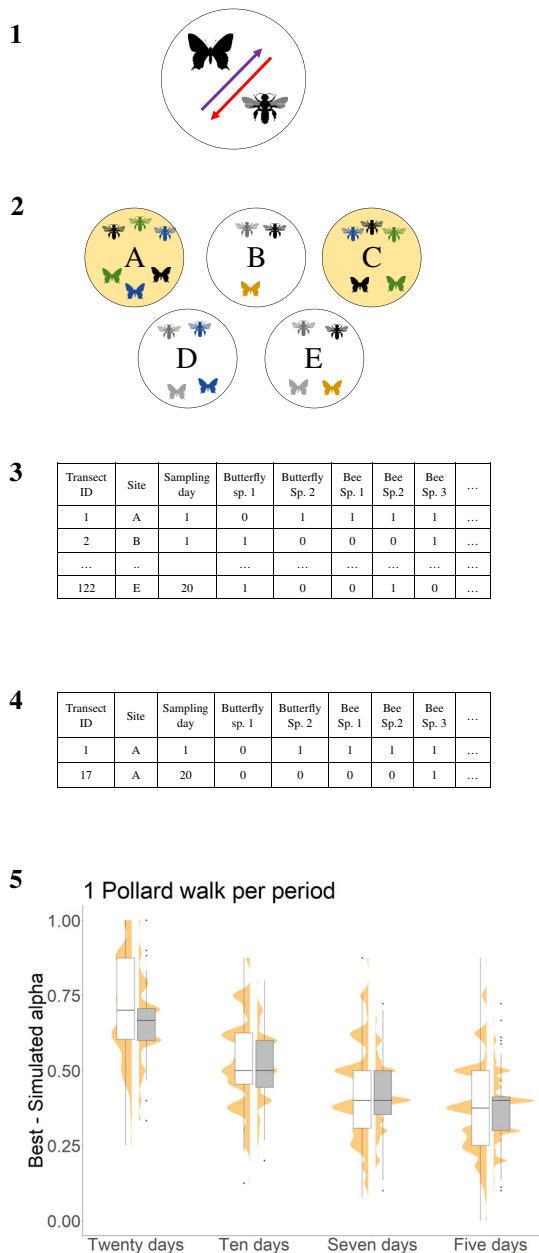 1
2
A B C
D E
3
Transect ID Site Sampling day Butterfly sp. 1 Butterfly Sp. 2 Bee Sp. 1 Bee Sp.2 Bee Sp. 3 …
1 A 1 0 1 1 1 1 …
2 B 1 1 0 0 0 1 …
… .. … … … … … …
122 E 20 1 0 0 1 0 …
4
Transect ID Site Sampling day Butterfly sp. 1 Butterfly Sp. 2 Bee Sp. 1 Bee Sp.2 Bee Sp. 3 …
1 A 1 0 1 1 1 1 …
17 A 20 0 0 0 0 1 …
5
1 Pollard walk per period
Best - Simulated alpha
1.00
0.75
0.50
0.25
0.00
Twenty days Ten days Seven days Five days